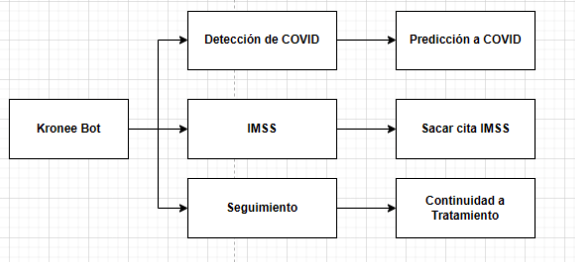 Detección de COVID
Predicción a COVID
Kronee Bot
IMSS
Sacar cita IMSS
Seguimiento
Continuidad a
Tratamiento